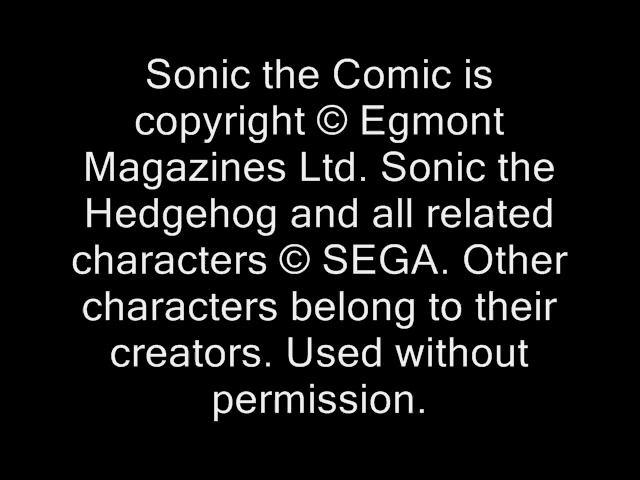 Sonic the Comic is
copyright © Egmont
Magazines Ltd. Sonic the
Hedgehog and all related
characters © SEGA. Other
characters belong to their
creators. Used without
permission.